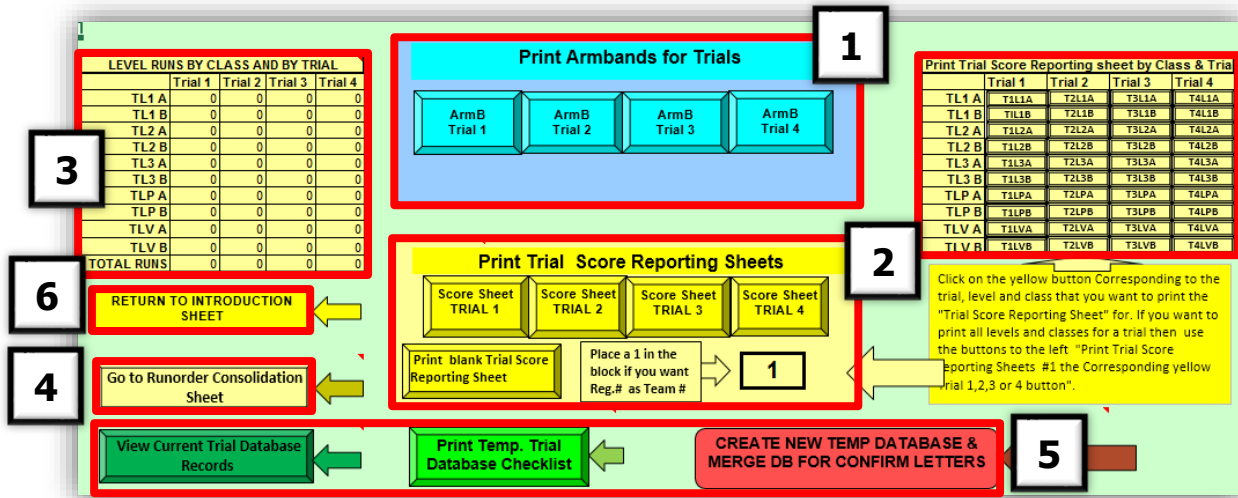 1
Print Armbands for Trials
ArmB
Trial 1
ArmB
Trial 2
ArmB
Trial 3
ArmB
Trial 4
3
LEVEL RUNS BY CLASS AND BY TRIAL
Trial 1 Trial 2 Trial 3 Trial 4
TL1 A 0 0 0 0
TL1 B 0 0 0 0
TL2 A 0 0 0 0
TL2 B 0 0 0 0
TL3 A 0 0 0 0
TL3 B 0 0 0 0
TLP A 0 0 0 0
TLP B 0 0 0 0
TLV A 0 0 0 0
TLV B 0 0 0 0
TOTAL RUNS 0 0 0 0
Print Trial Score Reporting sheet by Class & Tria
Trial 1 Trial 2 Trial 3 Trial 4
TL1 A T1L1A T2L1A T3L1A T4L1A
TL1 B TIL1B T2L1B T3L1B T4L1B
TL2 A T1L2A T2L2A T3L2A T4L2A
TL2 B T1L2B T2L2B T3L2B T4L2B
TL3 A T1L3A T2L3A T3L3A T4L3A
TL3 B T1L3B T2L3B T3L3B T4L3B
TLP A T1LPA T2LPA T3LPA T4LPA
TLP B T1LPB T2LPB T3LPB T4LPB
TLV A T1LVA T2LVA T3LVA T4LVA
TLV B T1LVB T2LVB T3LVB T4LVB
2
Print Trial Score Reporting Sheets
Score Sheet
TRIAL 1
Score Sheet
TRIAL 2
Score Sheet
TRIAL 3
Score Sheet
TRIAL 4
Print blank Trial Score
Reporting Sheet
Place a 1 in the
block if you want
Reg.# as Team #
1
Click on the yellow button Corresponding to the
trial, level and class that you want to print the
"Trial Score Reporting Sheet" for. If you want to
print all levels and classes for a trial then use
the buttons to the left "Print Trial Score
eporting Sheets #1 the Corresponding yellow
rial 1,2,3 or 4 button".
6
RETURN TO INTRODUCTION
SHEET
4
Go to Runorder Consolidation
Sheet
View Current Trial Database
Records
Print Temp. Trial
Database Checklist
CREATE NEW TEMP DATABASE &
MERGE DB FOR CONFIRM LETTERS
5